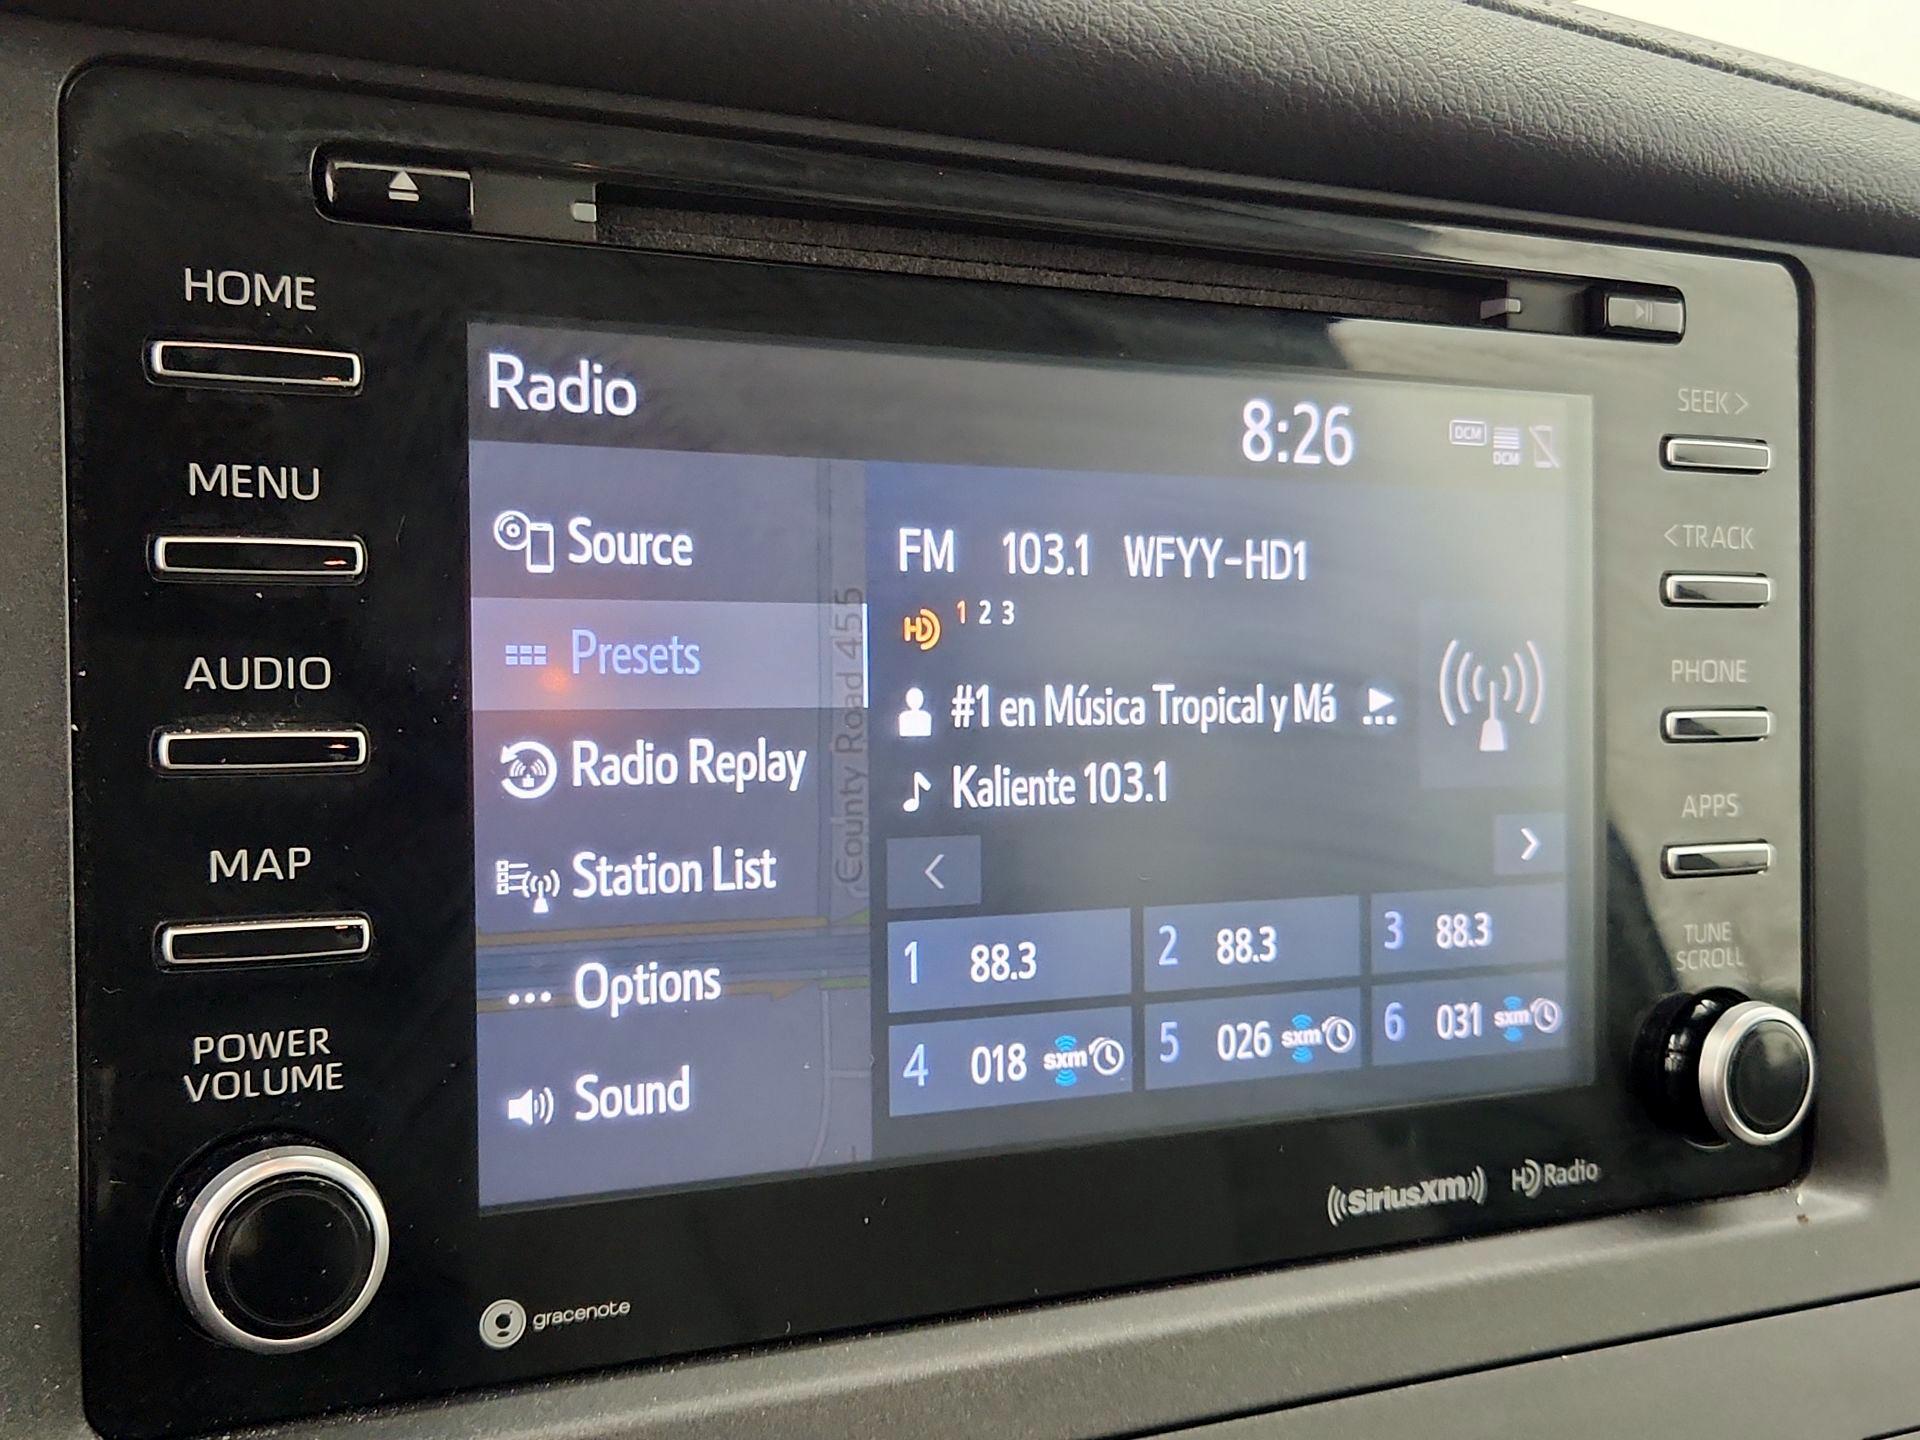 HOME
MENU
AUDIO
MAP
POWER
VOLUME
Radio
8:26
DCM
DCM
Source
Presets
Radio Replay
Station List
Options
Sound
County Road 455
FM 103.1 WFYY-HD1
HD 1 2 3
#1 en Música Tropical y Má
Kaliente 103.1
1 88.3
2 88.3
3 88.3
4 018 sxm
5 026 sxm
6 031 sxm
SEEK >
< TRACK
PHONE
APPS
TUNE
SCROLL
gracenote
SiriusXM
HD Radio